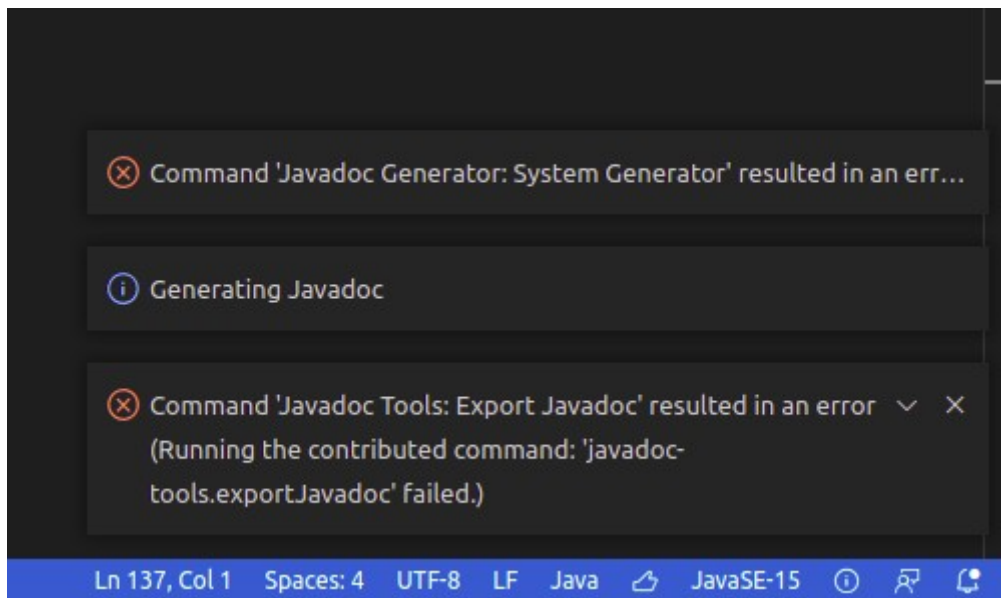 Command 'Javadoc Generator: System Generator' resulted in an err...
Generating Javadoc
Command 'Javadoc Tools: Export Javadoc' resulted in an error
(Running the contributed command: 'javadoc-
tools.exportJavadoc' failed.)
Ln 137, Col 1 Spaces: 4 UTF-8 LF Java JavaSE-15